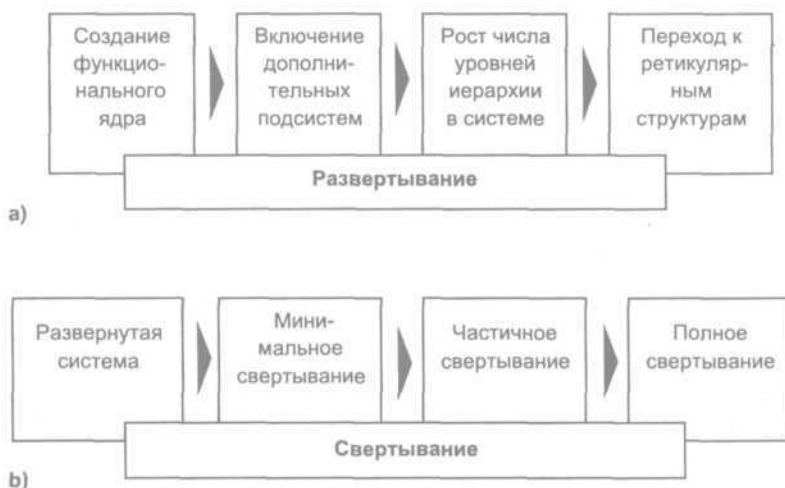 Создание
функцио-
нального
ядра
Включение
дополни-
тельных
подсистем
Рост числа
уровней
иерархии
в системе
Переход к
ретикуляр-
ным
структурам
Развертывание
a)
Развернутая
система
Мини-
мальное
свертывание
Частичное
свертывание
Полное
свертывание
Свертывание
b)